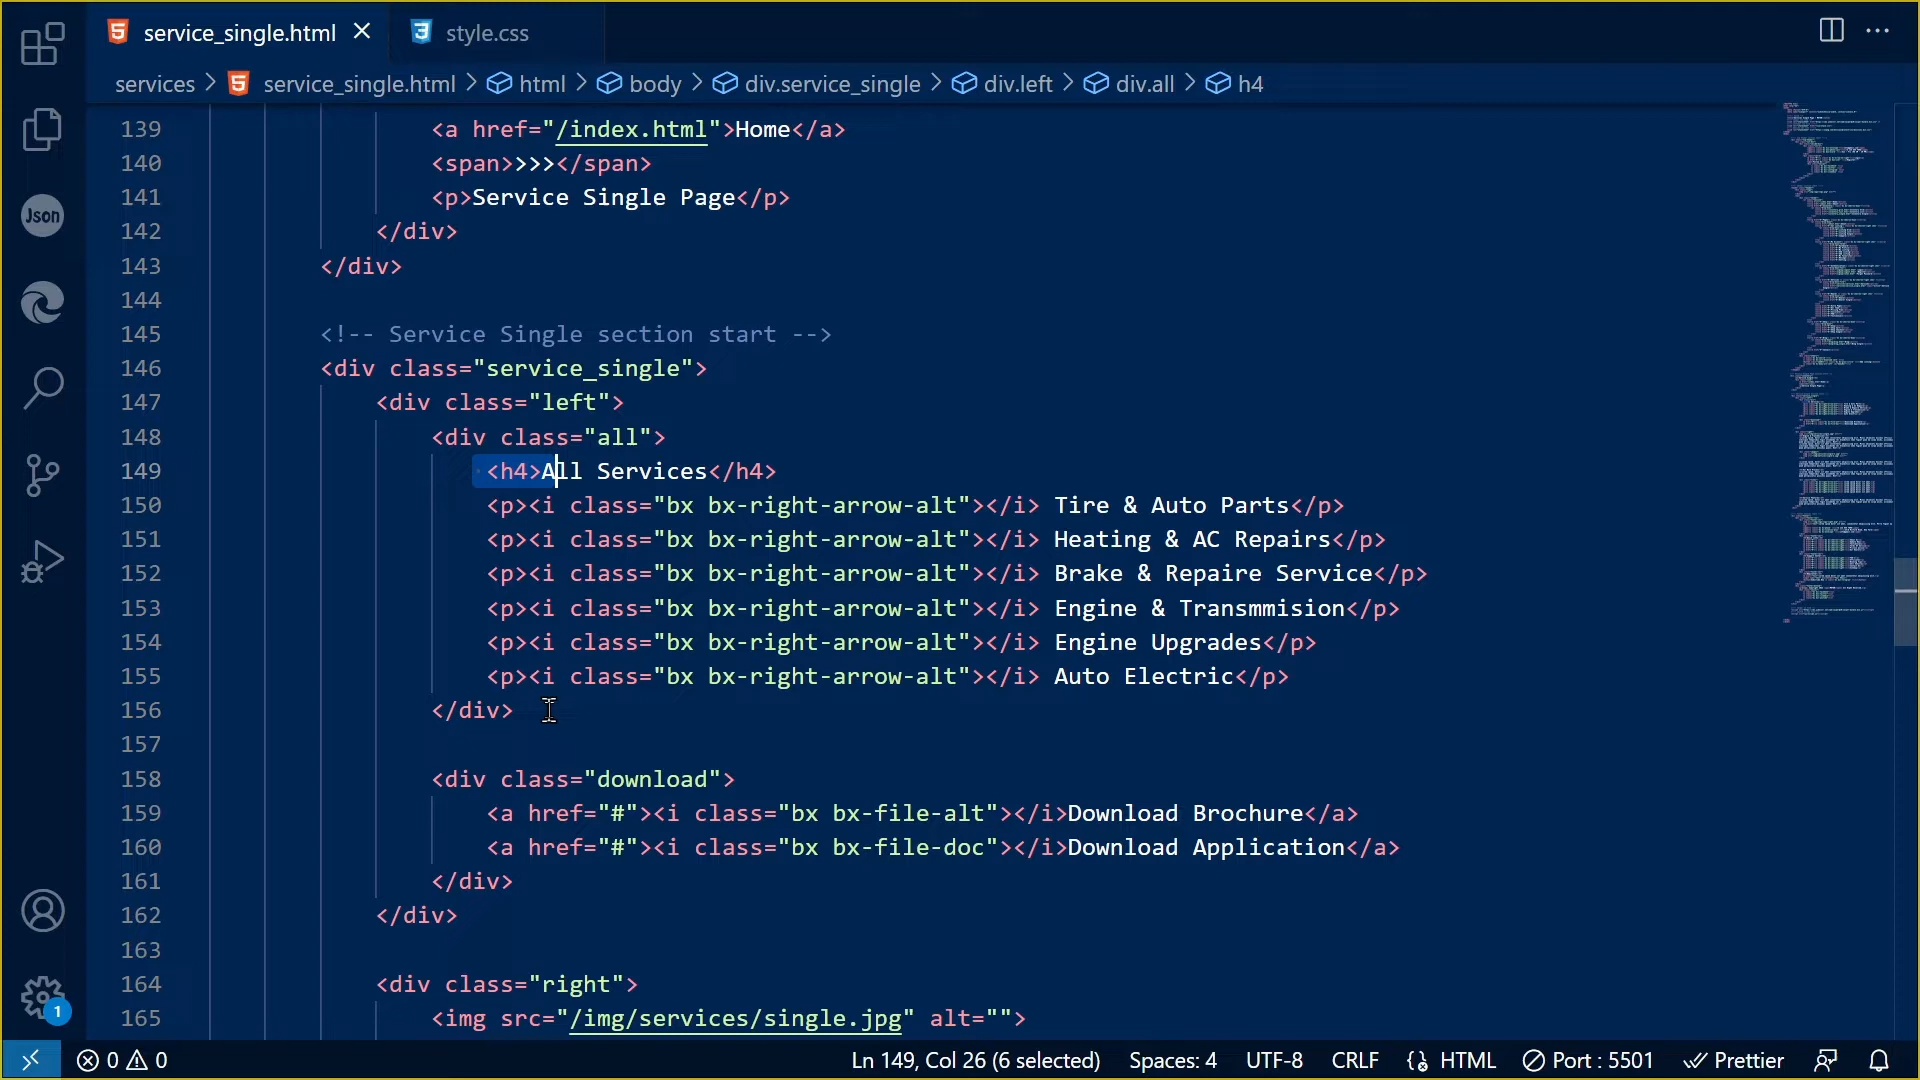 service_single.html
style.css
services > service_single.html > html > body > div.service_single > div.left > div.all > h4
Json
139 <a href="/index.html">Home</a>
140 <span>>>></span>
141 <p>Service Single Page</p>
142 </div>
143 </div>
144
145 <!-- Service Single section start -->
146 <div class="service_single">
147 <div class="left">
148 <div class="all">
149 <h4>All Services</h4>
150 <p><i class="bx bx-right-arrow-alt"></i> Tire & Auto Parts</p>
151 <p><i class="bx bx-right-arrow-alt"></i> Heating & AC Repairs</p>
152 <p><i class="bx bx-right-arrow-alt"></i> Brake & Repaire Service</p>
153 <p><i class="bx bx-right-arrow-alt"></i> Engine & Transmmision</p>
154 <p><i class="bx bx-right-arrow-alt"></i> Engine Upgrades</p>
155 <p><i class="bx bx-right-arrow-alt"></i> Auto Electric</p>
156 </div>
157
158 <div class="download">
159 <a href="#"><i class="bx bx-file-alt"></i>Download Brochure</a>
160 <a href="#"><i class="bx bx-file-doc"></i>Download Application</a>
161 </div>
162 </div>
163
164 <div class="right">
165 <img src="/img/services/single.jpg" alt="">
1
0 0 Ln 149, Col 26 (6 selected) Spaces: 4 UTF-8 CRLF HTML Port : 5501 Prettier